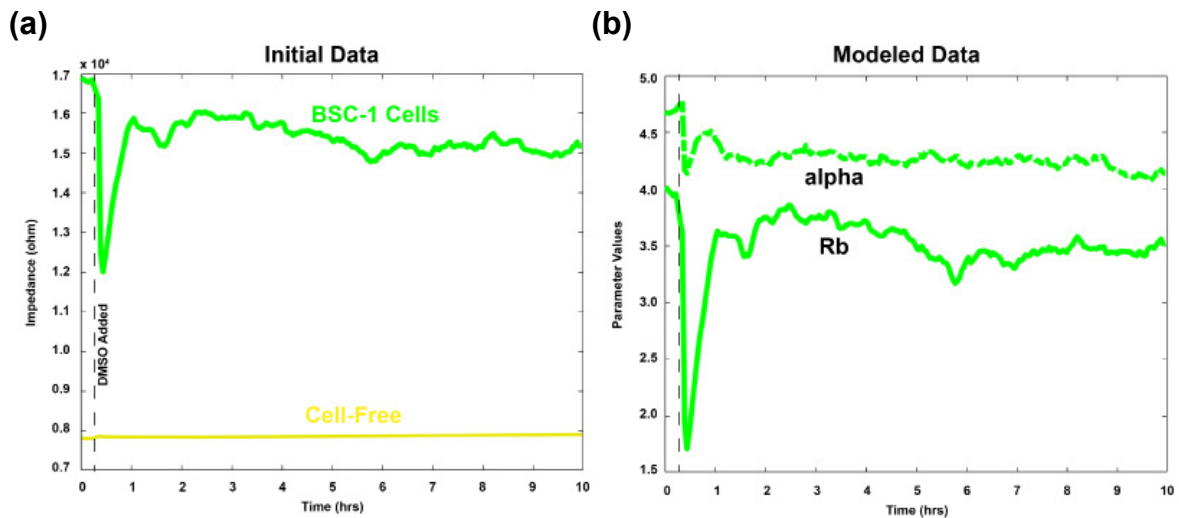 (a)
Initial Data
x 10⁴
1.7
1.6
1.5
1.4
1.3
1.2
1.1
1.0
0.9
0.8
0.7
Impedance (ohm)
BSC-1 Cells
DMSO Added
Cell-Free
0 1 2 3 4 5 6 7 8 9 10
Time (hrs)
(b)
Modeled Data
5.0
4.5
4.0
3.5
3.0
2.5
2.0
1.5
Parameter Values
alpha
Rb
0 1 2 3 4 5 6 7 8 9 10
Time (hrs)